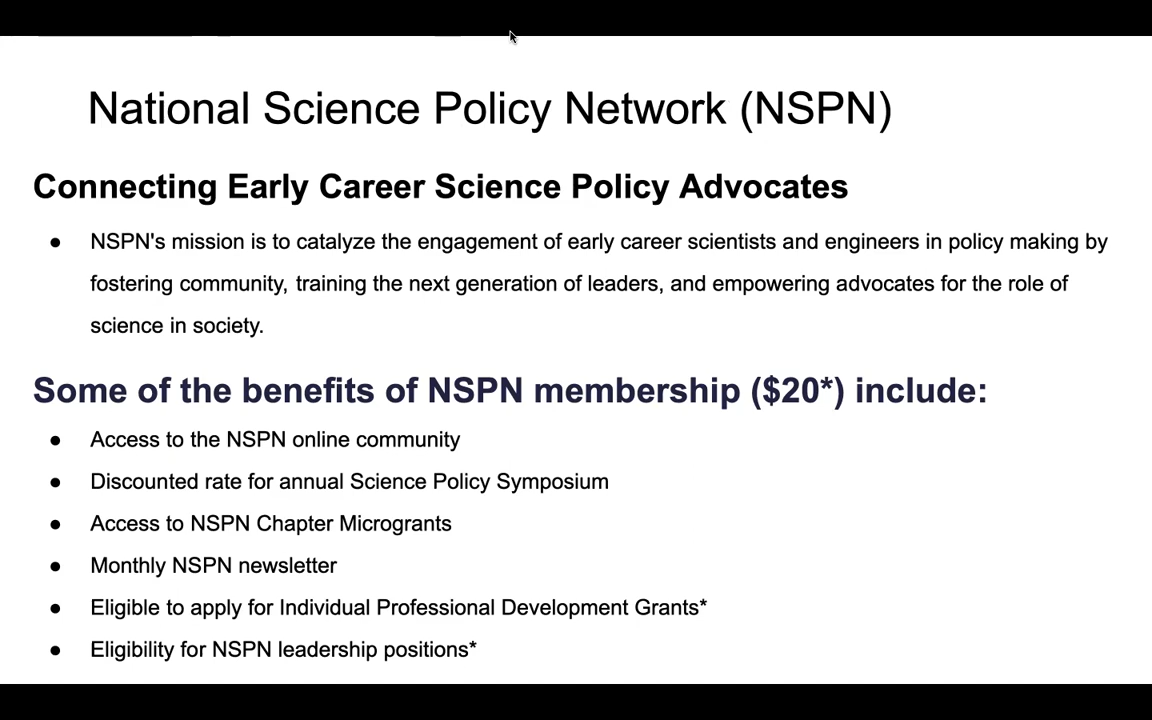 National Science Policy Network (NSPN)
Connecting Early Career Science Policy Advocates
● NSPN's mission is to catalyze the engagement of early career scientists and engineers in policy making by
fostering community, training the next generation of leaders, and empowering advocates for the role of
science in society.
Some of the benefits of NSPN membership ($20*) include:
● Access to the NSPN online community
● Discounted rate for annual Science Policy Symposium
● Access to NSPN Chapter Microgrants
● Monthly NSPN newsletter
● Eligible to apply for Individual Professional Development Grants*
● Eligibility for NSPN leadership positions*